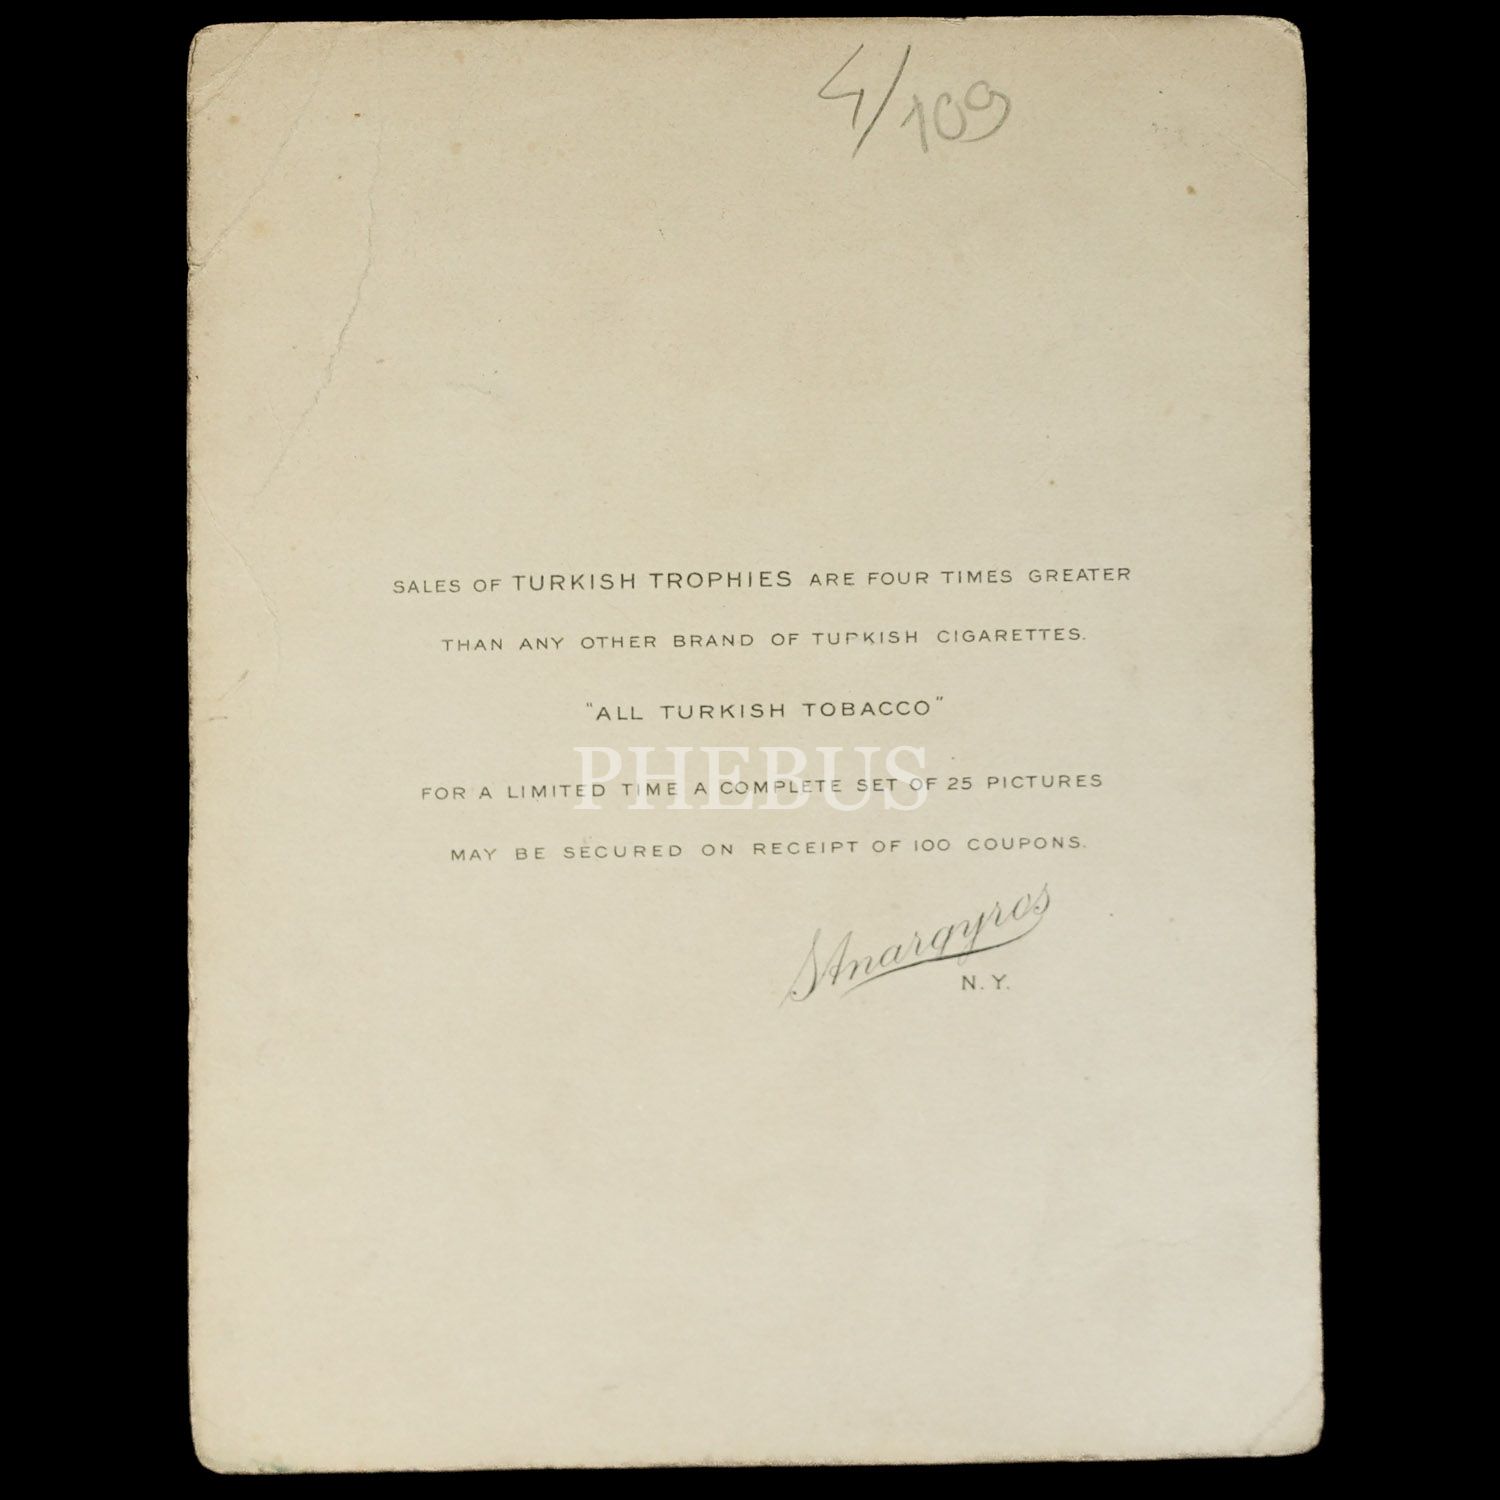 4/109
SALES OF TURKISH TROPHIES ARE FOUR TIMES GREATER
THAN ANY OTHER BRAND OF TURKISH CIGARETTES.
"ALL TURKISH TOBACCO"
PHEBUS
FOR A LIMITED TIME A COMPLETE SET OF 25 PICTURES
MAY BE SECURED ON RECEIPT OF 100 COUPONS.
S Anargyros
N.Y.